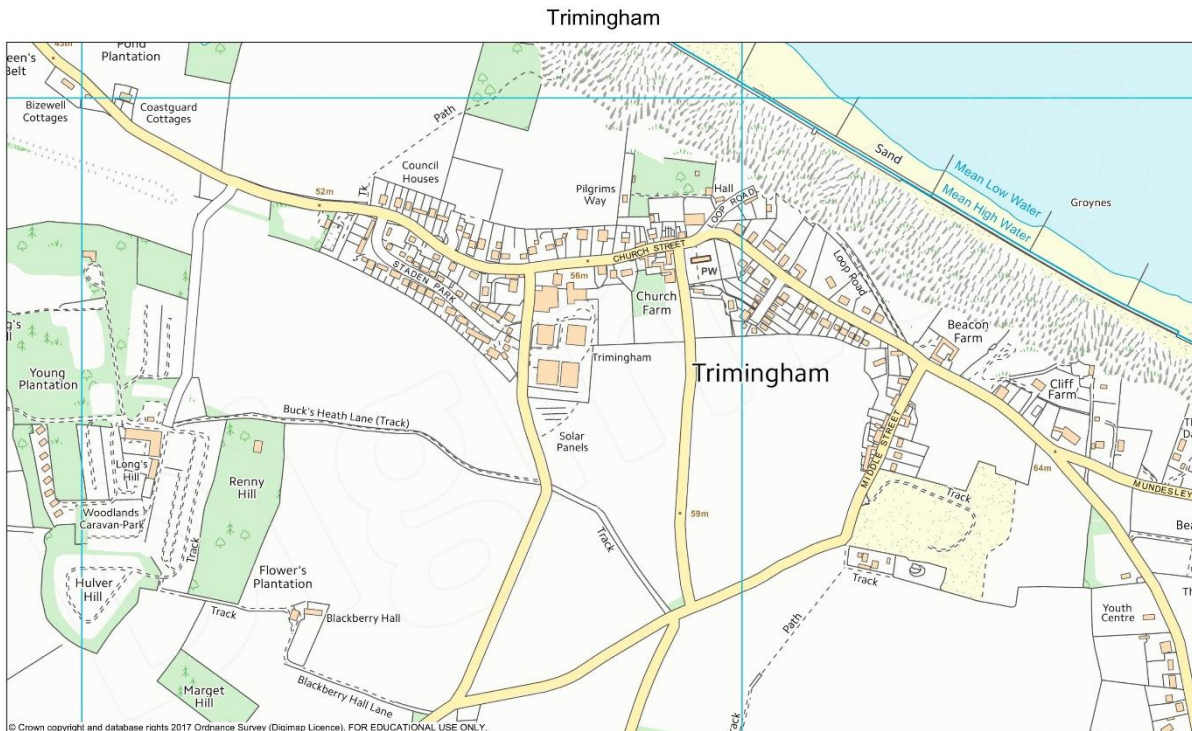 Trimingham
43m
Pond
Plantation
Belt
Bizewell
Cottages
Coastguard
Cottages
Path
Council
Houses
52m
Tk
Pilgrims
Way
Hall
Sand
Mean Low Water
Mean High Water
Groynes
CHURCH STREET
56m
PW
STADEN PARK
Loop Road
Church
Farm
Beacon
Farm
Young
Plantation
Trimingham
Trimingham
Cliff
Farm
Buck's Heath Lane (Track)
Solar
Panels
MIDDLE STREET
64m
MUNDESLEY
Long's
Hill
Renny
Hill
Woodlands
Caravan Park
Track
Track
Track
59m
Hulver
Hill
Flower's
Plantation
Track
Track
Blackberry Hall
Path
Youth
Centre
Blackberry Hall Lane
Marget
Hill
Track
© Crown copyright and database rights 2017 Ordnance Survey (Digimap Licence). FOR EDUCATIONAL USE ONLY.